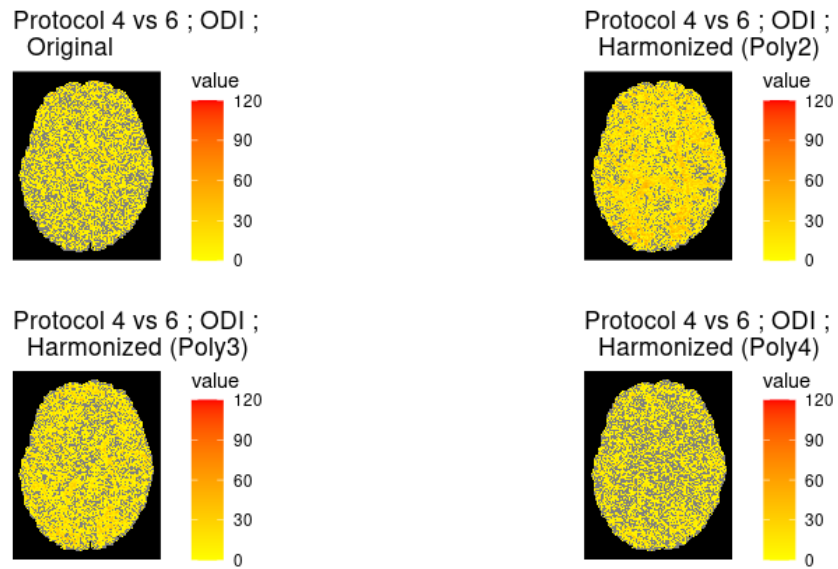 Protocol 4 vs 6 ; ODI ;
Original
value
120
90
60
30
0
Protocol 4 vs 6 ; ODI ;
Harmonized (Poly2)
value
120
90
60
30
0
Protocol 4 vs 6 ; ODI ;
Harmonized (Poly3)
value
120
90
60
30
0
Protocol 4 vs 6 ; ODI ;
Harmonized (Poly4)
value
120
90
60
30
0